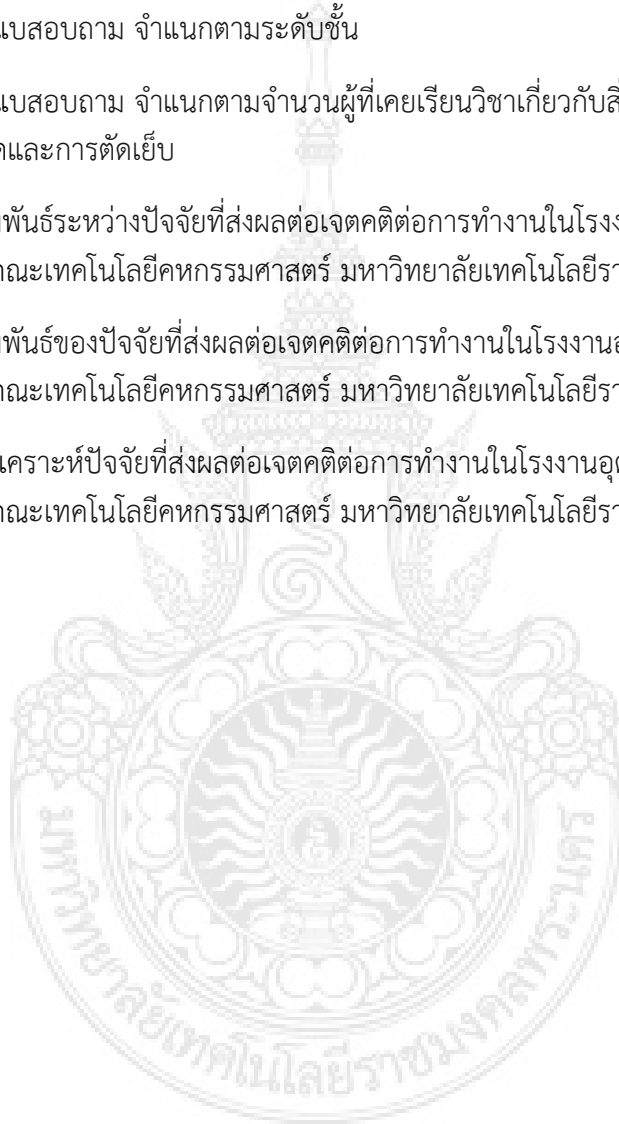 แบสอบถาม จำแนกตามระดับชั้น
แบสอบถาม จำแนกตามจำนวนผู้ที่เคยเรียนวิชาเกี่ยวกับสิ่
และการตัดเย็บ
พันธ์ระหว่างปัจจัยที่ส่งผลต่อเจตคติต่อการทำงานในโรงง
คณะเทคโนโลยีคหกรรมศาสตร์ มหาวิทยาลัยเทคโนโลยีรา
พันธ์ของปัจจัยที่ส่งผลต่อเจตคติต่อการทำงานในโรงงานอ
คณะเทคโนโลยีคหกรรมศาสตร์ มหาวิทยาลัยเทคโนโลยีรา
เคราะห์ปัจจัยที่ส่งผลต่อเจตคติต่อการทำงานในโรงงานอุ
คณะเทคโนโลยีคหกรรมศาสตร์ มหาวิทยาลัยเทคโนโลยีรา
มหาวิทยาลัยเทคโนโลยีราชมงคลพระนคร